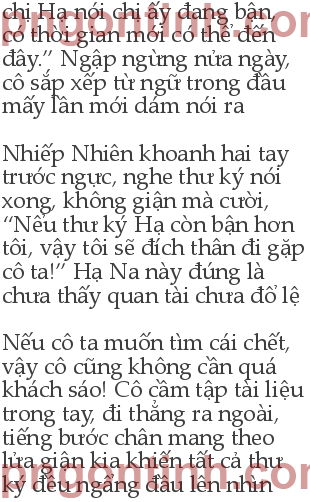 chị Hạ nói chị ấy đang bận,
có thời gian mới có thể đến
đây.” Ngập ngừng nửa ngày,
cô sắp xếp từ ngữ trong đầu
mấy lần mới dám nói ra
Nhiếp Nhiên khoanh hai tay
trước ngực, nghe thư ký nói
xong, không giận mà cười,
“Nếu thư ký Hạ còn bận hơn
tôi, vậy tôi sẽ đích thân đi gặp
cô ta!” Hạ Na này đúng là
chưa thấy quan tài chưa đổ lệ
Nếu cô ta muốn tìm cái chết,
vậy cô cũng không cần quá
khách sáo! Cô cầm tập tài liệu
trong tay, đi thẳng ra ngoài,
tiếng bước chân mang theo
lửa giận kia khiến tất cả thư
ký đều ngẩng đầu lên nhìn